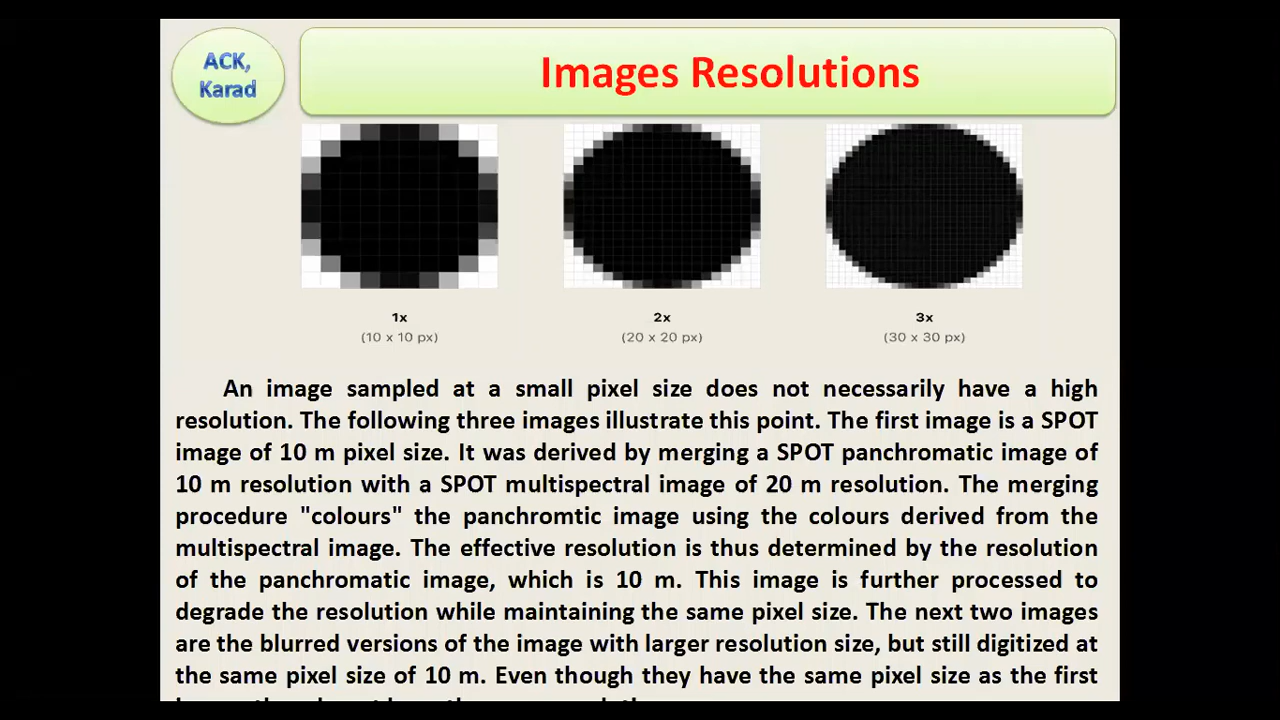 ACK,
Karad
Images Resolutions
1x
(10 x 10 px)
2x
(20 x 20 px)
3x
(30 x 30 px)
An image sampled at a small pixel size does not necessarily have a high
resolution. The following three images illustrate this point. The first image is a SPOT
image of 10 m pixel size. It was derived by merging a SPOT panchromatic image of
10 m resolution with a SPOT multispectral image of 20 m resolution. The merging
procedure "colours" the panchromtic image using the colours derived from the
multispectral image. The effective resolution is thus determined by the resolution
of the panchromatic image, which is 10 m. This image is further processed to
degrade the resolution while maintaining the same pixel size. The next two images
are the blurred versions of the image with larger resolution size, but still digitized at
the same pixel size of 10 m. Even though they have the same pixel size as the first